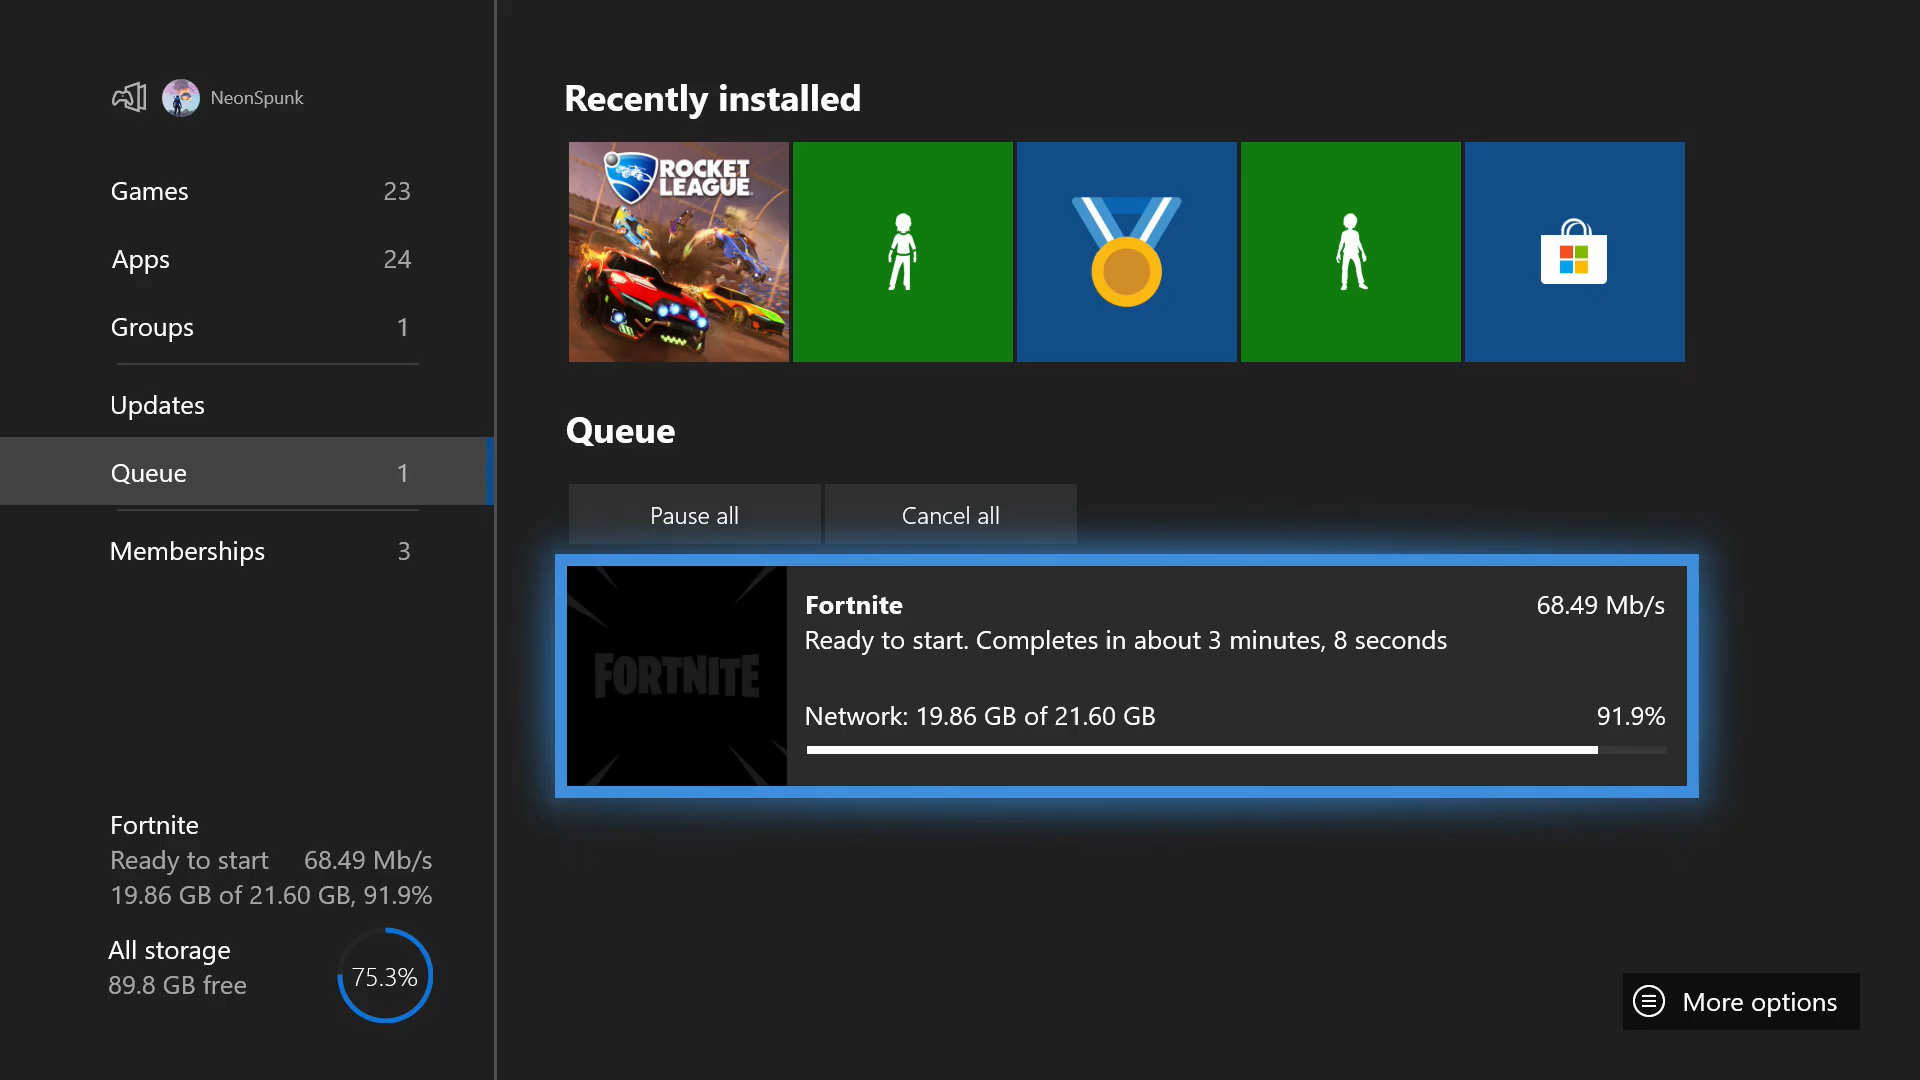 NeonSpunk
Games 23
Apps 24
Groups 1
Updates
Queue 1
Memberships 3
Fortnite
Ready to start 68.49 Mb/s
19.86 GB of 21.60 GB, 91.9%
All storage
89.8 GB free
75.3%
Recently installed
ROCKET
LEAGUE
Queue
Pause all
Cancel all
FORTNITE
Fortnite 68.49 Mb/s
Ready to start. Completes in about 3 minutes, 8 seconds
Network: 19.86 GB of 21.60 GB 91.9%
More options